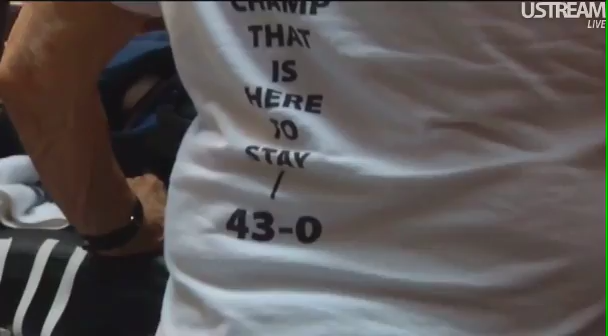 CHAMP
THAT
IS
HERE
TO
STAY
/
43-0
USTREAM
LIVE